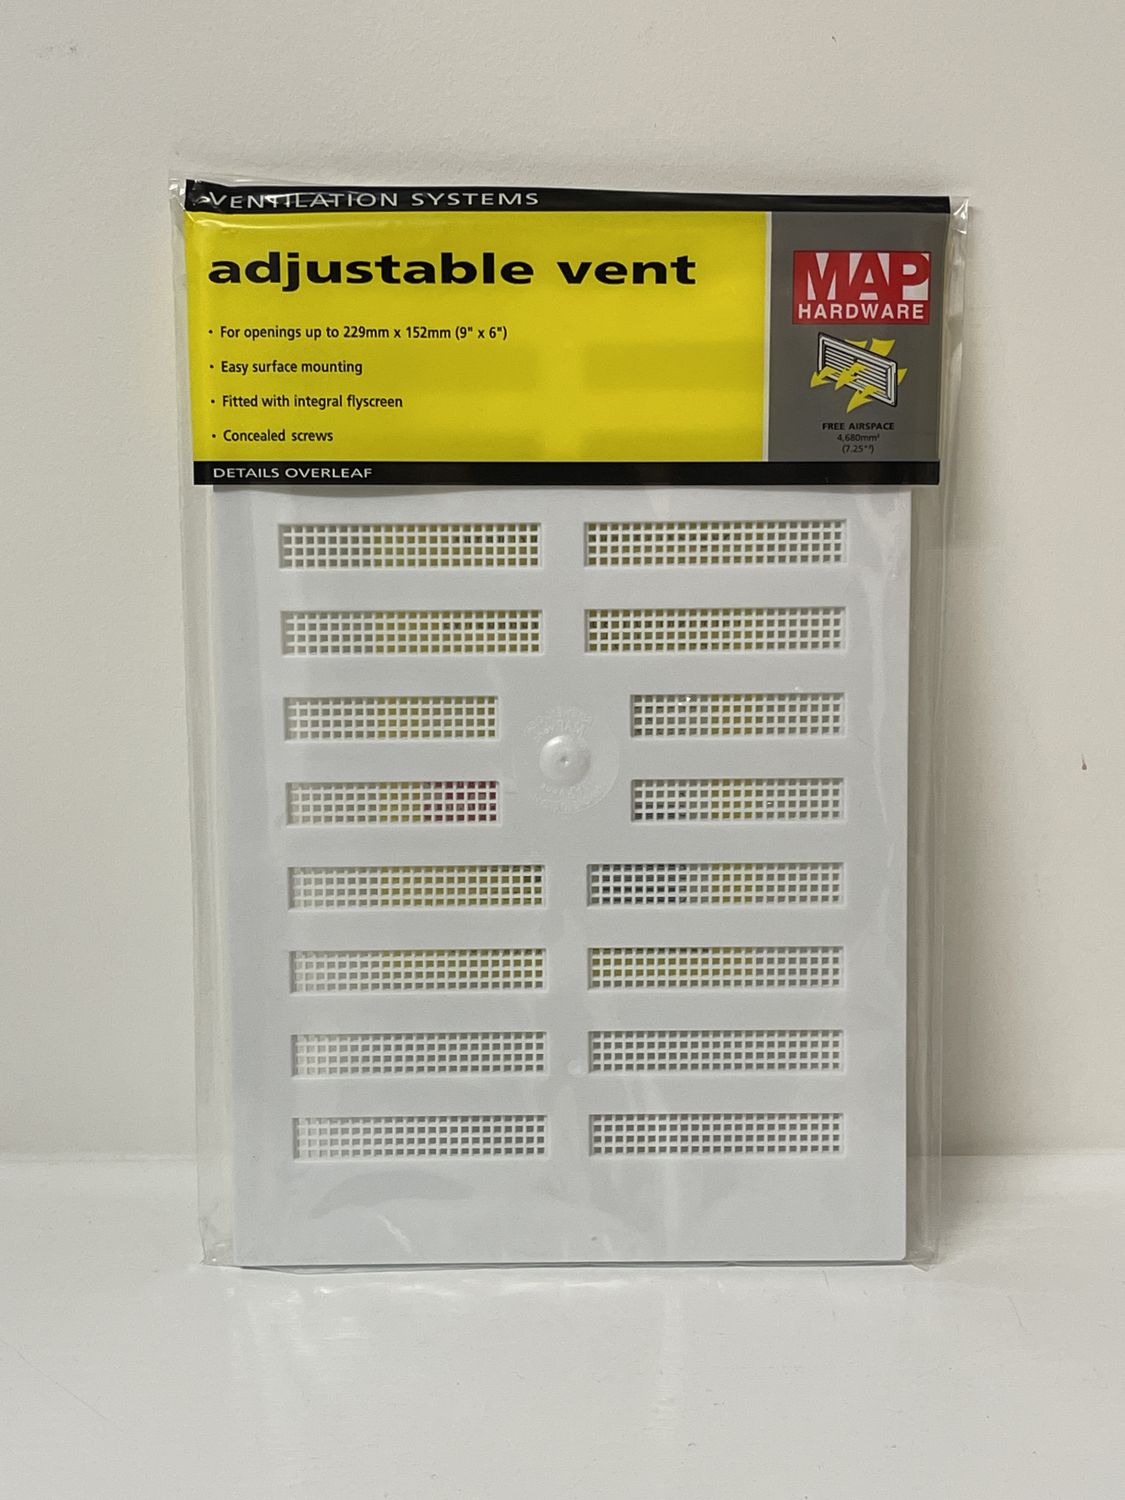 VENTILATION SYSTEMS
adjustable vent
• For openings up to 229mm x 152mm (9" x 6")
• Easy surface mounting
• Fitted with integral flyscreen
• Concealed screws
DETAILS OVERLEAF
MAP
HARDWARE
FREE AIRSPACE
4,680mm²
(7.25"²)